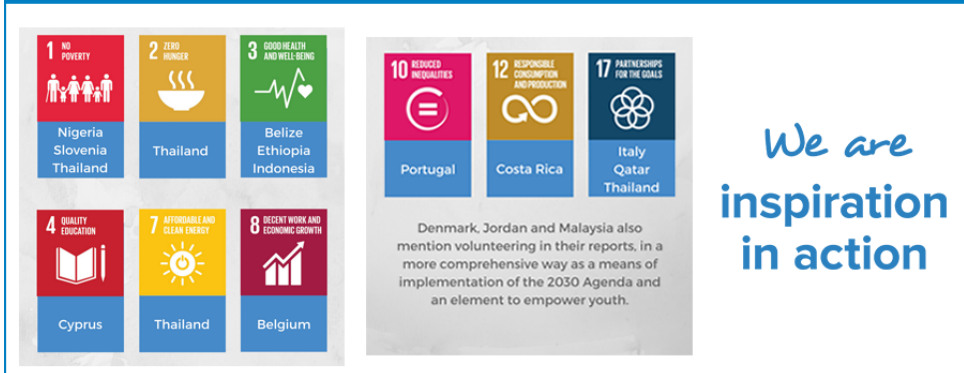 1 NO
POVERTY
Nigeria
Slovenia
Thailand
2 ZERO
HUNGER
Thailand
3 GOOD HEALTH
AND WELL-BEING
Belize
Ethiopia
Indonesia
4 QUALITY
EDUCATION
Cyprus
7 AFFORDABLE AND
CLEAN ENERGY
Thailand
8 DECENT WORK AND
ECONOMIC GROWTH
Belgium
10 REDUCED
INEQUALITIES
Portugal
12 RESPONSIBLE
CONSUMPTION
AND PRODUCTION
Costa Rica
17 PARTNERSHIPS
FOR THE GOALS
Italy
Qatar
Thailand
Denmark, Jordan and Malaysia also
mention volunteering in their reports, in a
more comprehensive way as a means of
implementation of the 2030 Agenda and
an element to empower youth.
We are
inspiration
in action